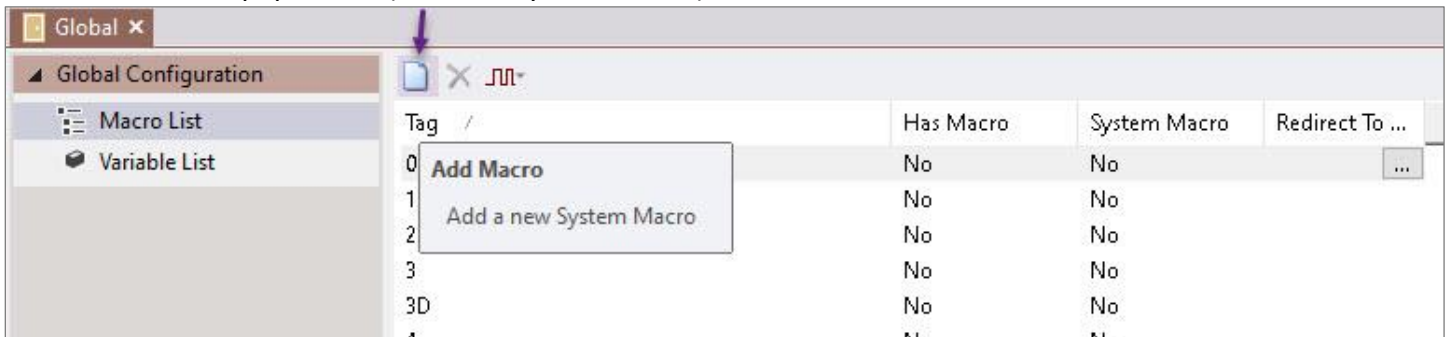 Global
Global Configuration
Macro List
Variable List
Tag Has Macro System Macro Redirect To ...
0 No No ...
Add Macro
Add a new System Macro
1 No No
2 No No
3 No No
3D No No